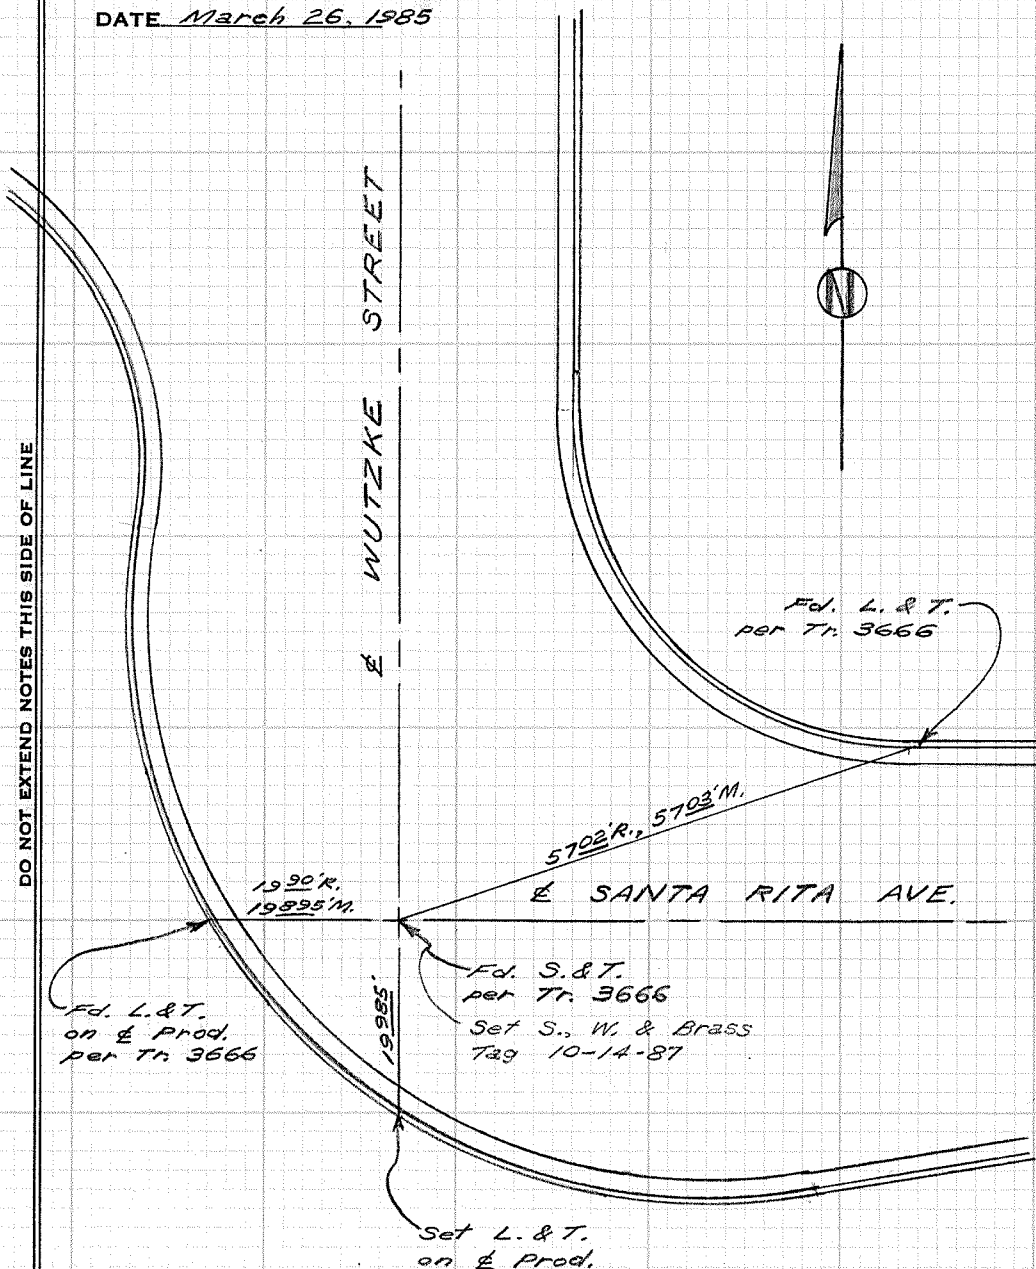 DATE March 26, 1985
DO NOT EXTEND NOTES THIS SIDE OF LINE
℄ WUTZKE STREET
N
Fd. L. & T.
per Tr. 3666
57 02' R., 57 03' M.
19 90' R.
19 895' M.
℄ SANTA RITA AVE.
Fd. L. & T.
on ℄ Prod.
per Tr. 3666
Fd. S. & T.
per Tr. 3666
Set S., W. & Brass
Tag 10-14-87
19 985'
Set L. & T.
on ℄ Prod.